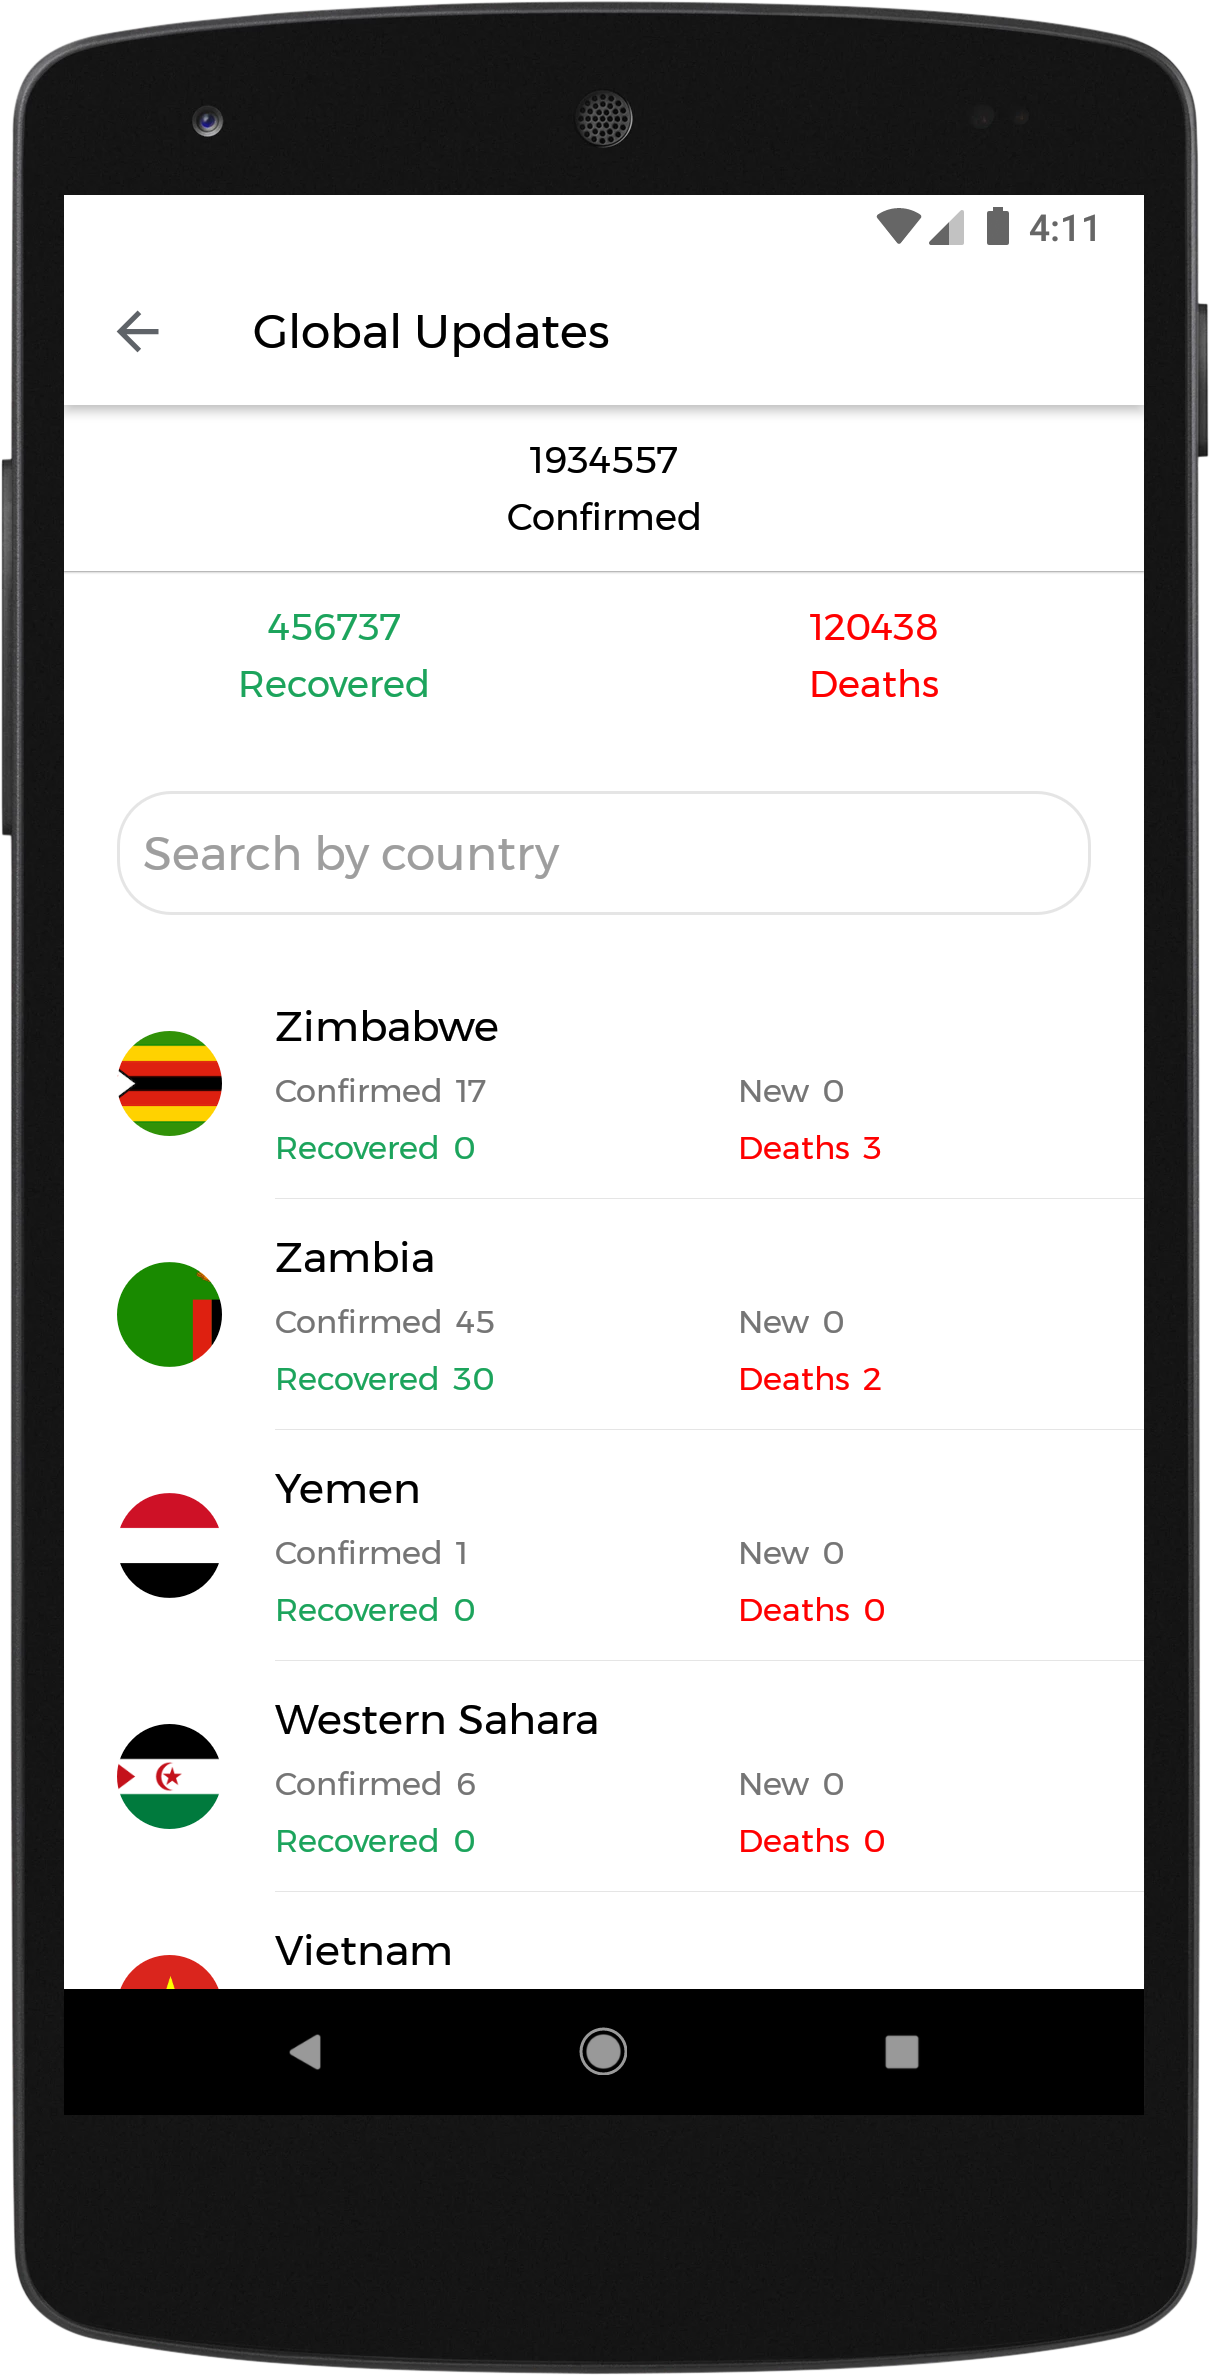 4:11
Global Updates
1934557
Confirmed
456737 120438
Recovered Deaths
Search by country
Zimbabwe
Confirmed 17 New 0
Recovered 0 Deaths 3
Zambia
Confirmed 45 New 0
Recovered 30 Deaths 2
Yemen
Confirmed 1 New 0
Recovered 0 Deaths 0
Western Sahara
Confirmed 6 New 0
Recovered 0 Deaths 0
Vietnam